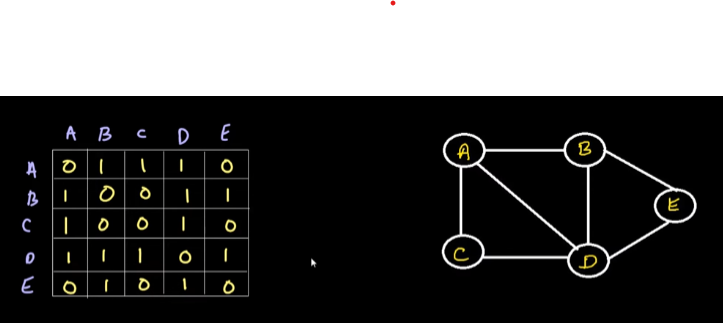 A B C D E
A 0 1 1 1 0
B 1 0 0 1 1
C 1 0 0 1 0
D 1 1 1 0 1
E 0 1 0 1 0
A B
E
C D